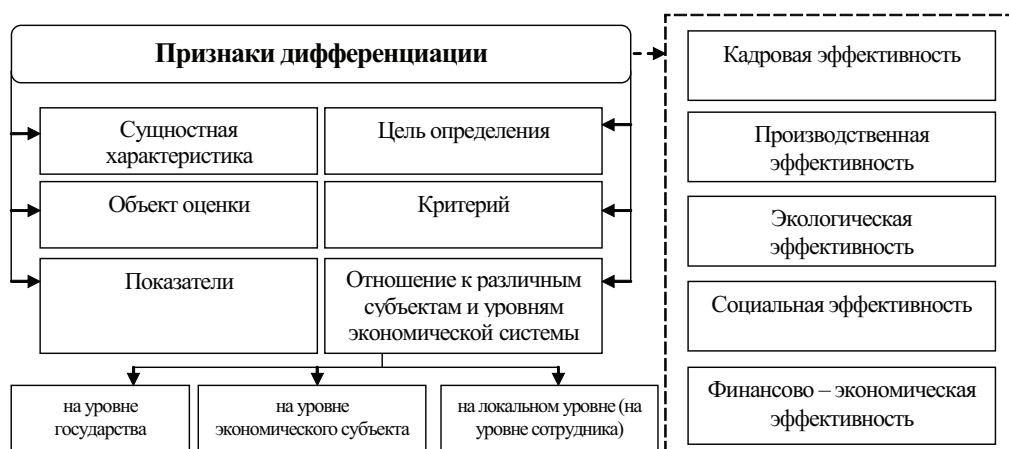 Признаки дифференциации
Сущностная
характеристика
Цель определения
Объект оценки
Критерий
Показатели
Отношение к различным
субъектам и уровням
экономической системы
на уровне
государства
на уровне
экономического субъекта
на локальном уровне (на
уровне сотрудника)
Кадровая эффективность
Производственная
эффективность
Экологическая
эффективность
Социальная эффективность
Финансово – экономическая
эффективность